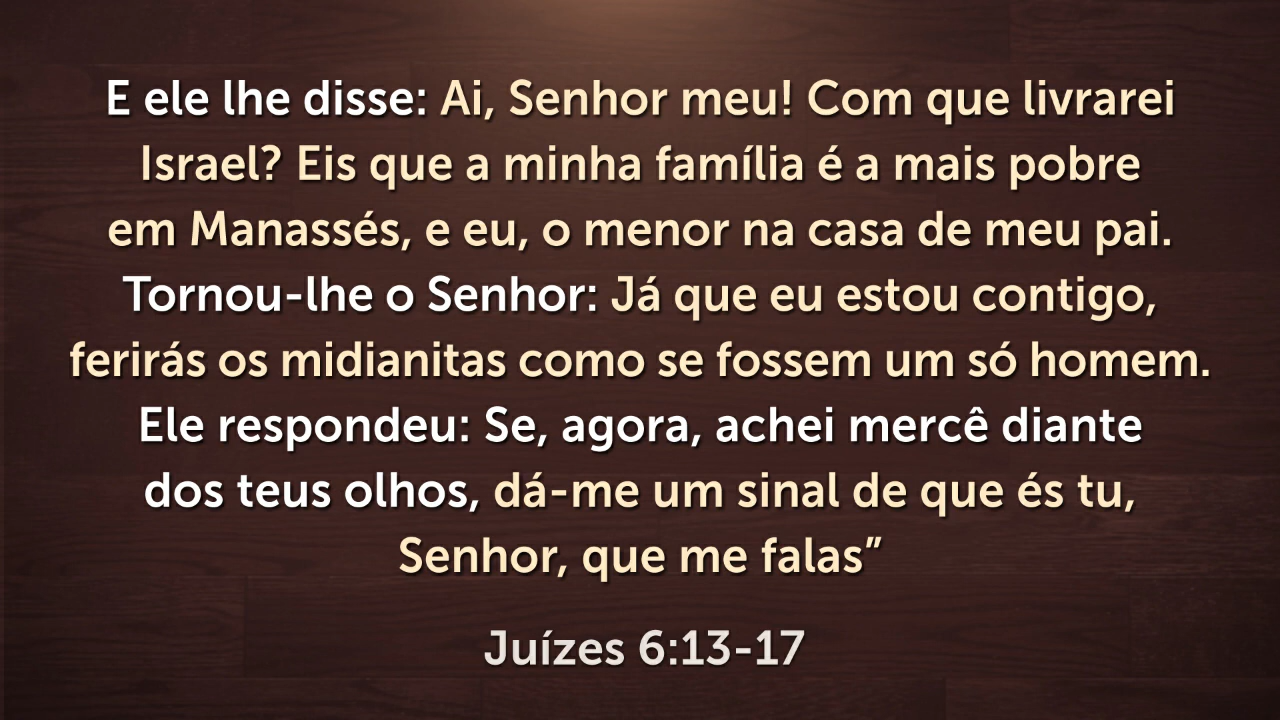 E ele lhe disse: Ai, Senhor meu! Com que livrarei
Israel? Eis que a minha família é a mais pobre
em Manassés, e eu, o menor na casa de meu pai.
Tornou-lhe o Senhor: Já que eu estou contigo,
ferirás os midianitas como se fossem um só homem.
Ele respondeu: Se, agora, achei mercê diante
dos teus olhos, dá-me um sinal de que és tu,
Senhor, que me falas”
Juízes 6:13-17